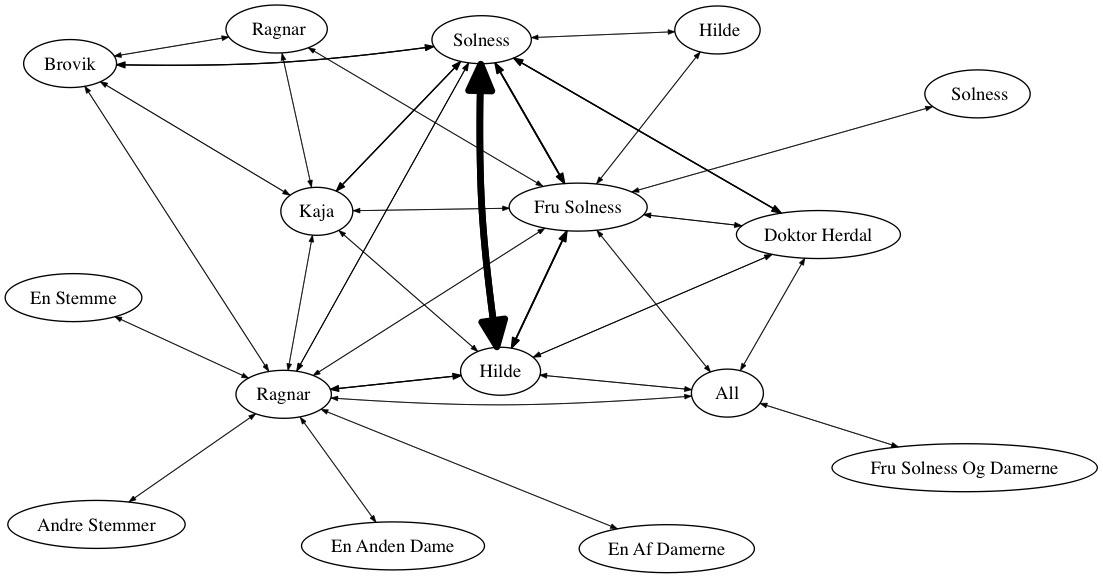 Ragnar
Solness
Hilde
Brovik
Solness
Kaja
Fru Solness
Doktor Herdal
En Stemme
Hilde
Ragnar
All
Fru Solness Og Damerne
Andre Stemmer
En Anden Dame
En Af Damerne